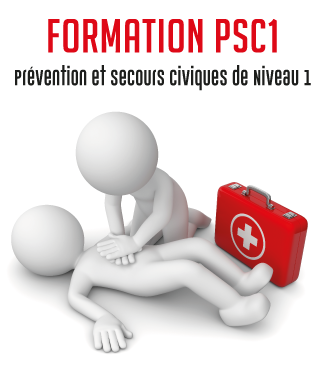 FORMATION PSC1
Prévention et secours civiques de niveau 1